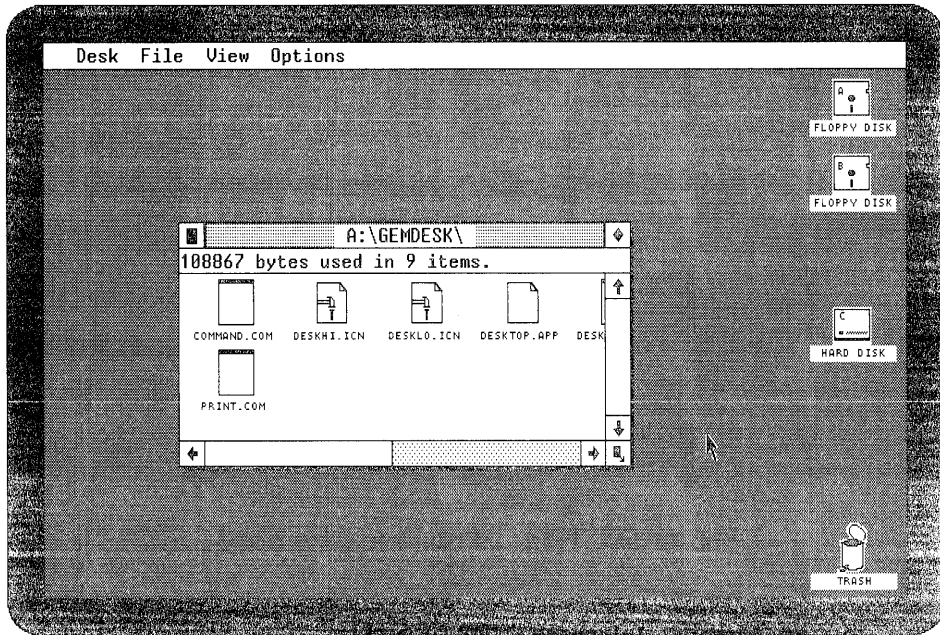 Desk File View Options
A
FLOPPY DISK
B
FLOPPY DISK
A:\GEMDESK\
108867 bytes used in 9 items.
COMMAND.COM DESKHI.ICN DESKLO.ICN DESKTOP.APP DESK
PRINT.COM
C
HARD DISK
TRASH